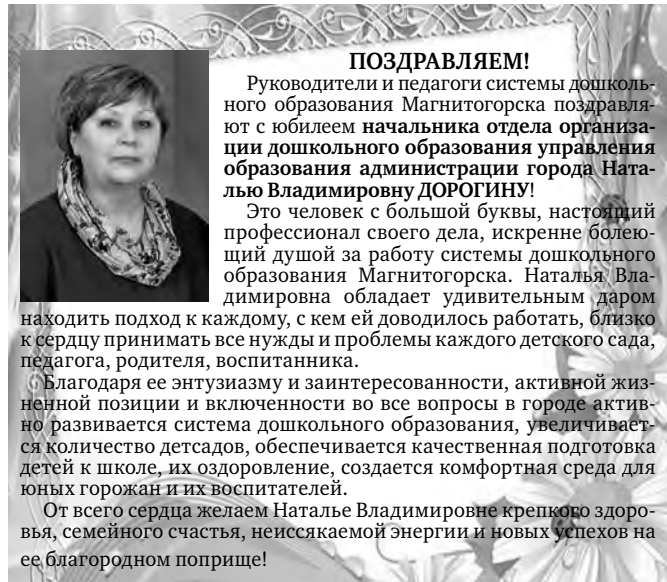 ПОЗДРАВЛЯЕМ!
Руководители и педагоги системы дошколь-
ного образования Магнитогорска поздравля-
ют с юбилеем начальника отдела организа-
ции дошкольного образования управления
образования администрации города Ната-
лью Владимировну ДОРОГИНУ!
Это человек с большой буквы, настоящий
профессионал своего дела, искренне болею-
щий душой за работу системы дошкольного
образования Магнитогорска. Наталья Вла-
димировна обладает удивительным даром
находить подход к каждому, с кем ей доводилось работать, близко
к сердцу принимать все нужды и проблемы каждого детского сада,
педагога, родителя, воспитанника.
Благодаря ее энтузиазму и заинтересованности, активной жиз-
ненной позиции и включенности во все вопросы в городе актив-
но развивается система дошкольного образования, увеличивает-
ся количество детсадов, обеспечивается качественная подготовка
детей к школе, их оздоровление, создается комфортная среда для
юных горожан и их воспитателей.
От всего сердца желаем Наталье Владимировне крепкого здоро-
вья, семейного счастья, неиссякаемой энергии и новых успехов на
ее благородном поприще!